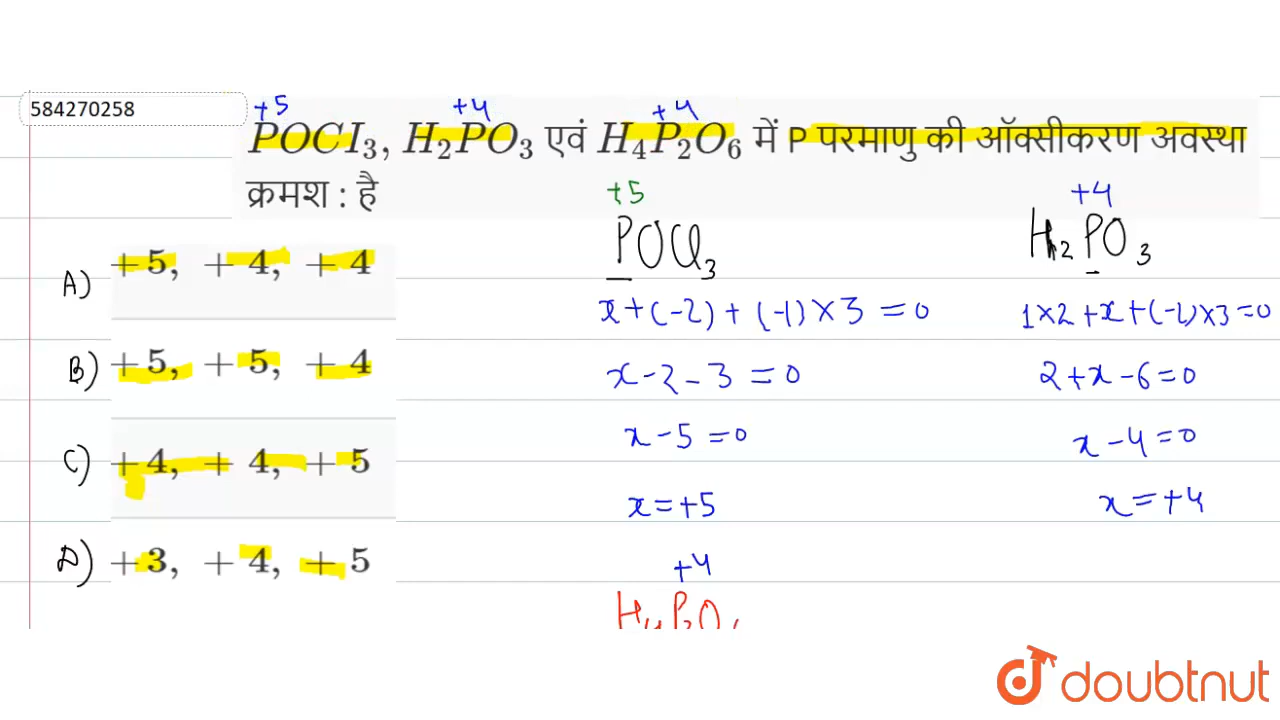 584270258
+5 +4 +4
POCI₃, H₂PO₃ एवं H₄P₂O₆ में P परमाणु की ऑक्सीकरण अवस्था
क्रमश : है
+5 +4
POCl₃ H₂PO₃
A) +5, +4, +4
x+(-2)+(-1)×3=0 1×2+x+(-2)×3=0
B) +5, +5, +4
x-2-3=0 2+x-6=0
x-5=0 x-4=0
C) +4, +4, +5
x=+5 x=+4
D) +3, +4, +5
+4
H₄P₂O₆
doubtnut